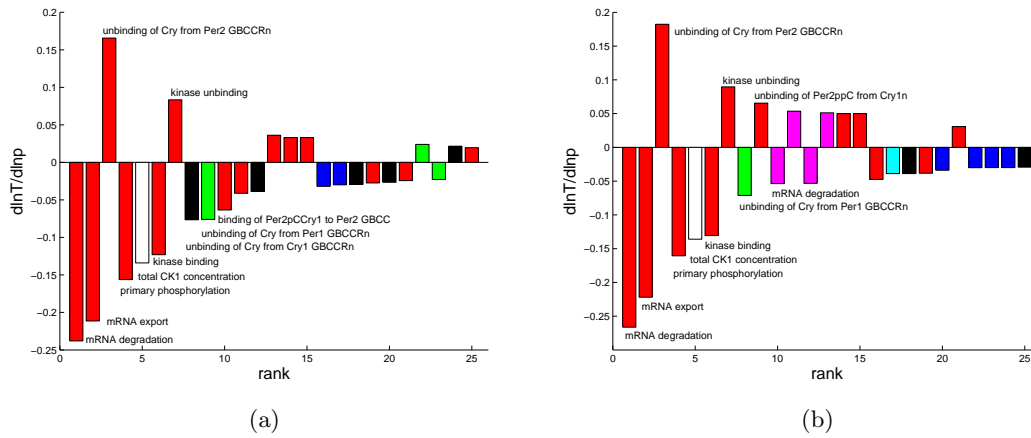 0.2
0.15
0.1
0.05
0
−0.05
−0.1
−0.15
−0.2
−0.25
dlnT/dlnp
unbinding of Cry from Per2 GBCCRn
kinase unbinding
binding of Per2pCCry1 to Per2 GBCC
unbinding of Cry from Per1 GBCCRn
unbinding of Cry from Cry1 GBCCRn
kinase binding
total CK1 concentration
primary phosphorylation
mRNA export
mRNA degradation
0 5 10 15 20 25
rank
(a)
0.2
0.15
0.1
0.05
0
−0.05
−0.1
−0.15
−0.2
−0.25
dlnT/dlnp
unbinding of Cry from Per2 GBCCRn
kinase unbinding
unbinding of Per2ppC from Cry1n
mRNA degradation
unbinding of Cry from Per1 GBCCRn
kinase binding
total CK1 concentration
primary phosphorylation
mRNA export
mRNA degradation
0 5 10 15 20 25
rank
(b)